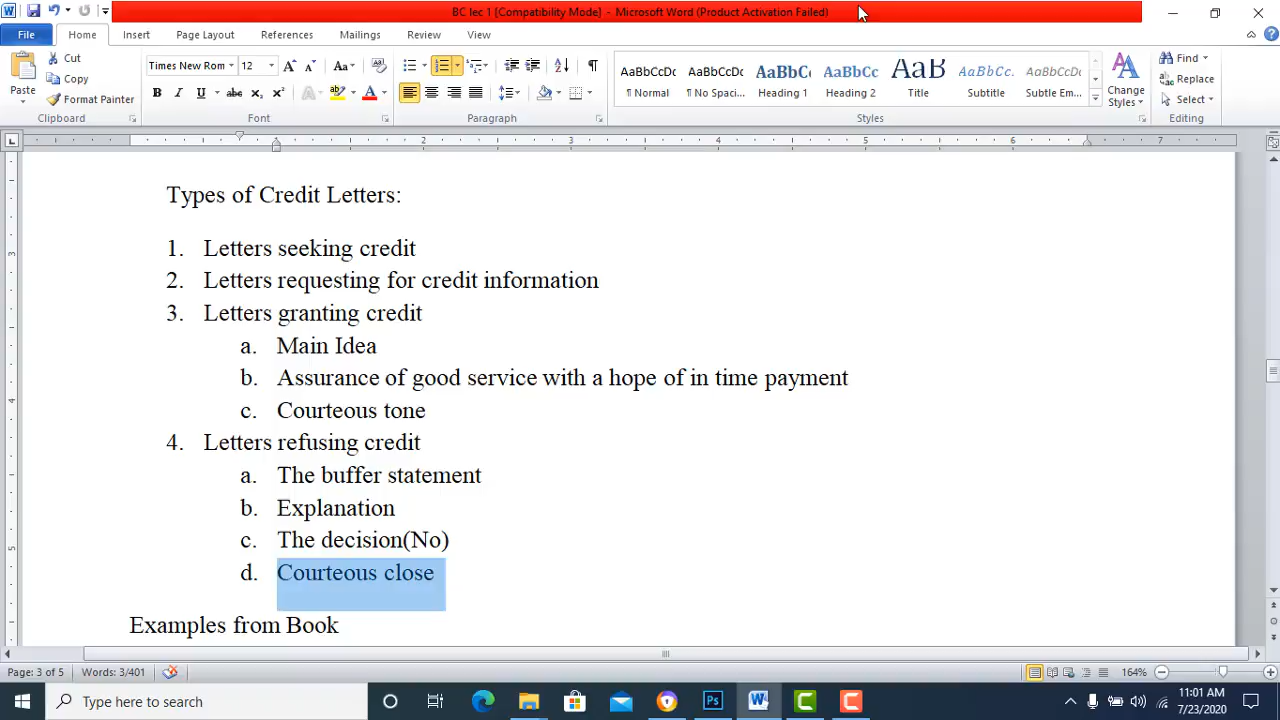 BC lec 1 [Compatibility Mode] - Microsoft Word (Product Activation Failed)
File Home Insert Page Layout References Mailings Review View
Paste Cut Copy Format Painter
Clipboard
Times New Rom 12
Font
Paragraph
AaBbCcDc AaBbCcDc AaBbCc AaBbCc AaB AaBbCc. AaBbCcDc
¶ Normal ¶ No Spaci... Heading 1 Heading 2 Title Subtitle Subtle Em...
Change Styles
Styles
Find Replace Select
Editing
2 3 4 5 6 7
Types of Credit Letters:
1. Letters seeking credit
2. Letters requesting for credit information
3. Letters granting credit
a. Main Idea
b. Assurance of good service with a hope of in time payment
c. Courteous tone
4. Letters refusing credit
a. The buffer statement
b. Explanation
c. The decision(No)
d. Courteous close
Examples from Book
Page: 3 of 5 Words: 3/401 164%
Type here to search
11:01 AM
7/23/2020